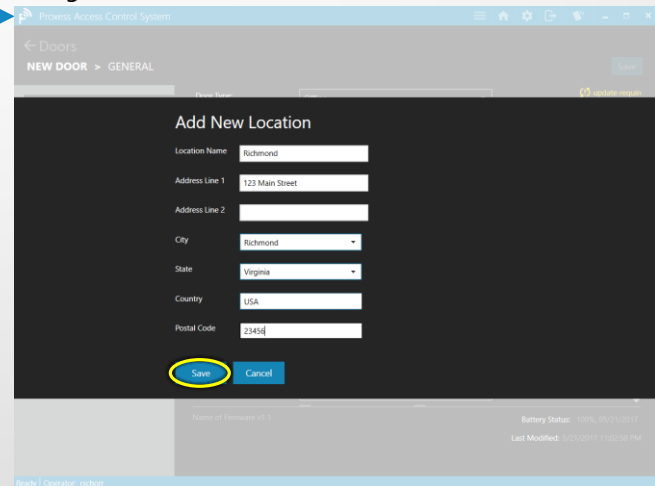 Proxess Access Control System
Doors
NEW DOOR > GENERAL
Save
Door Type
update requir
Add New Location
Location Name Richmond
Address Line 1 123 Main Street
Address Line 2
City Richmond
State Virginia
Country USA
Postal Code 23456
Save Cancel
Name of Firmware v1.1
Battery Status: 100%, 05/21/2017
Last Modified: 5/21/2017 11:02:56 PM
Ready Operator: richcer